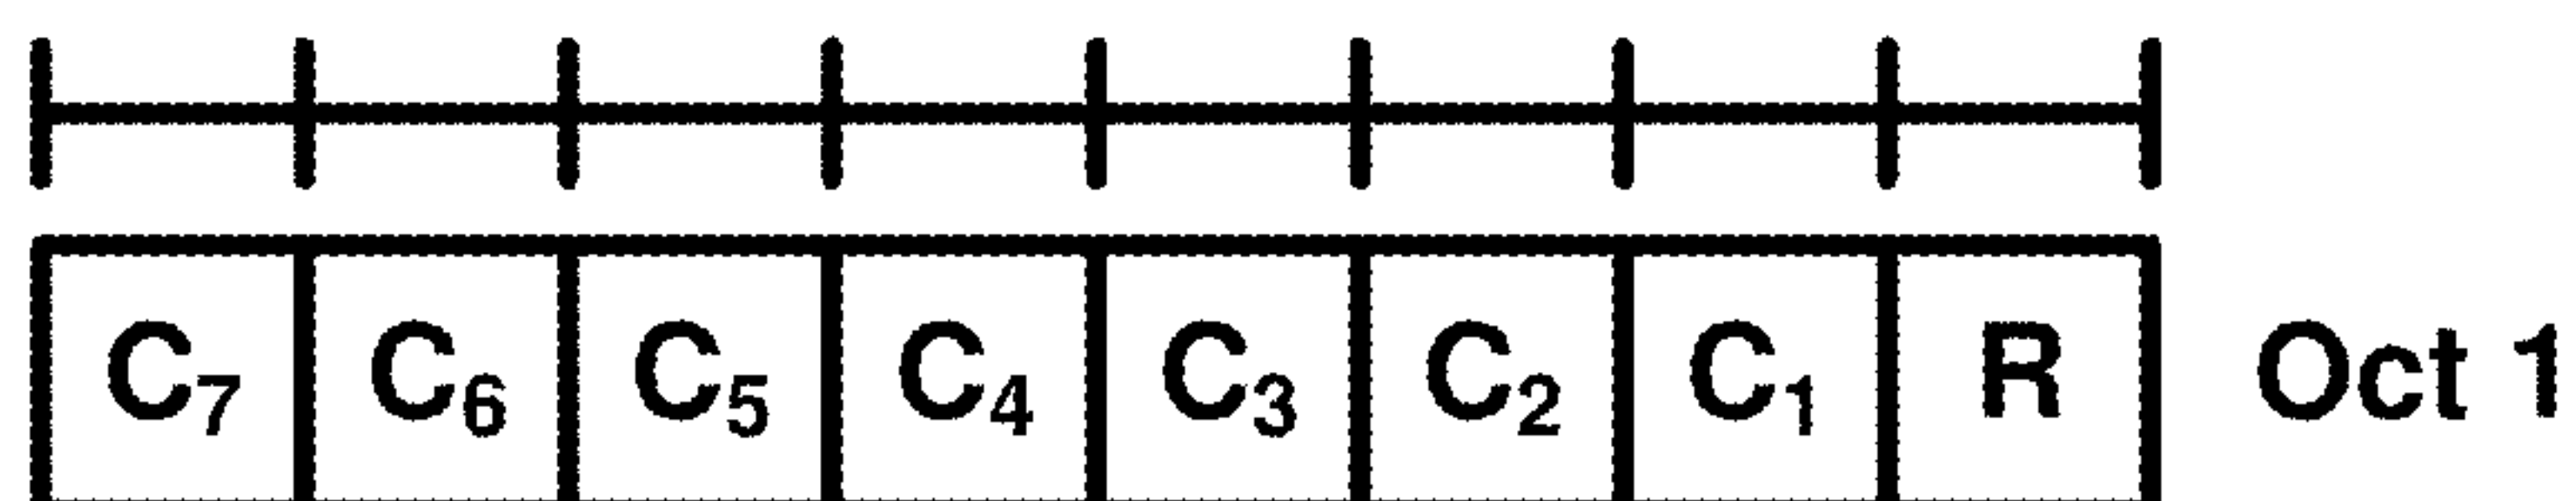 C₇ C₆ C₅ C₄ C₃ C₂ C₁ R Oct 1